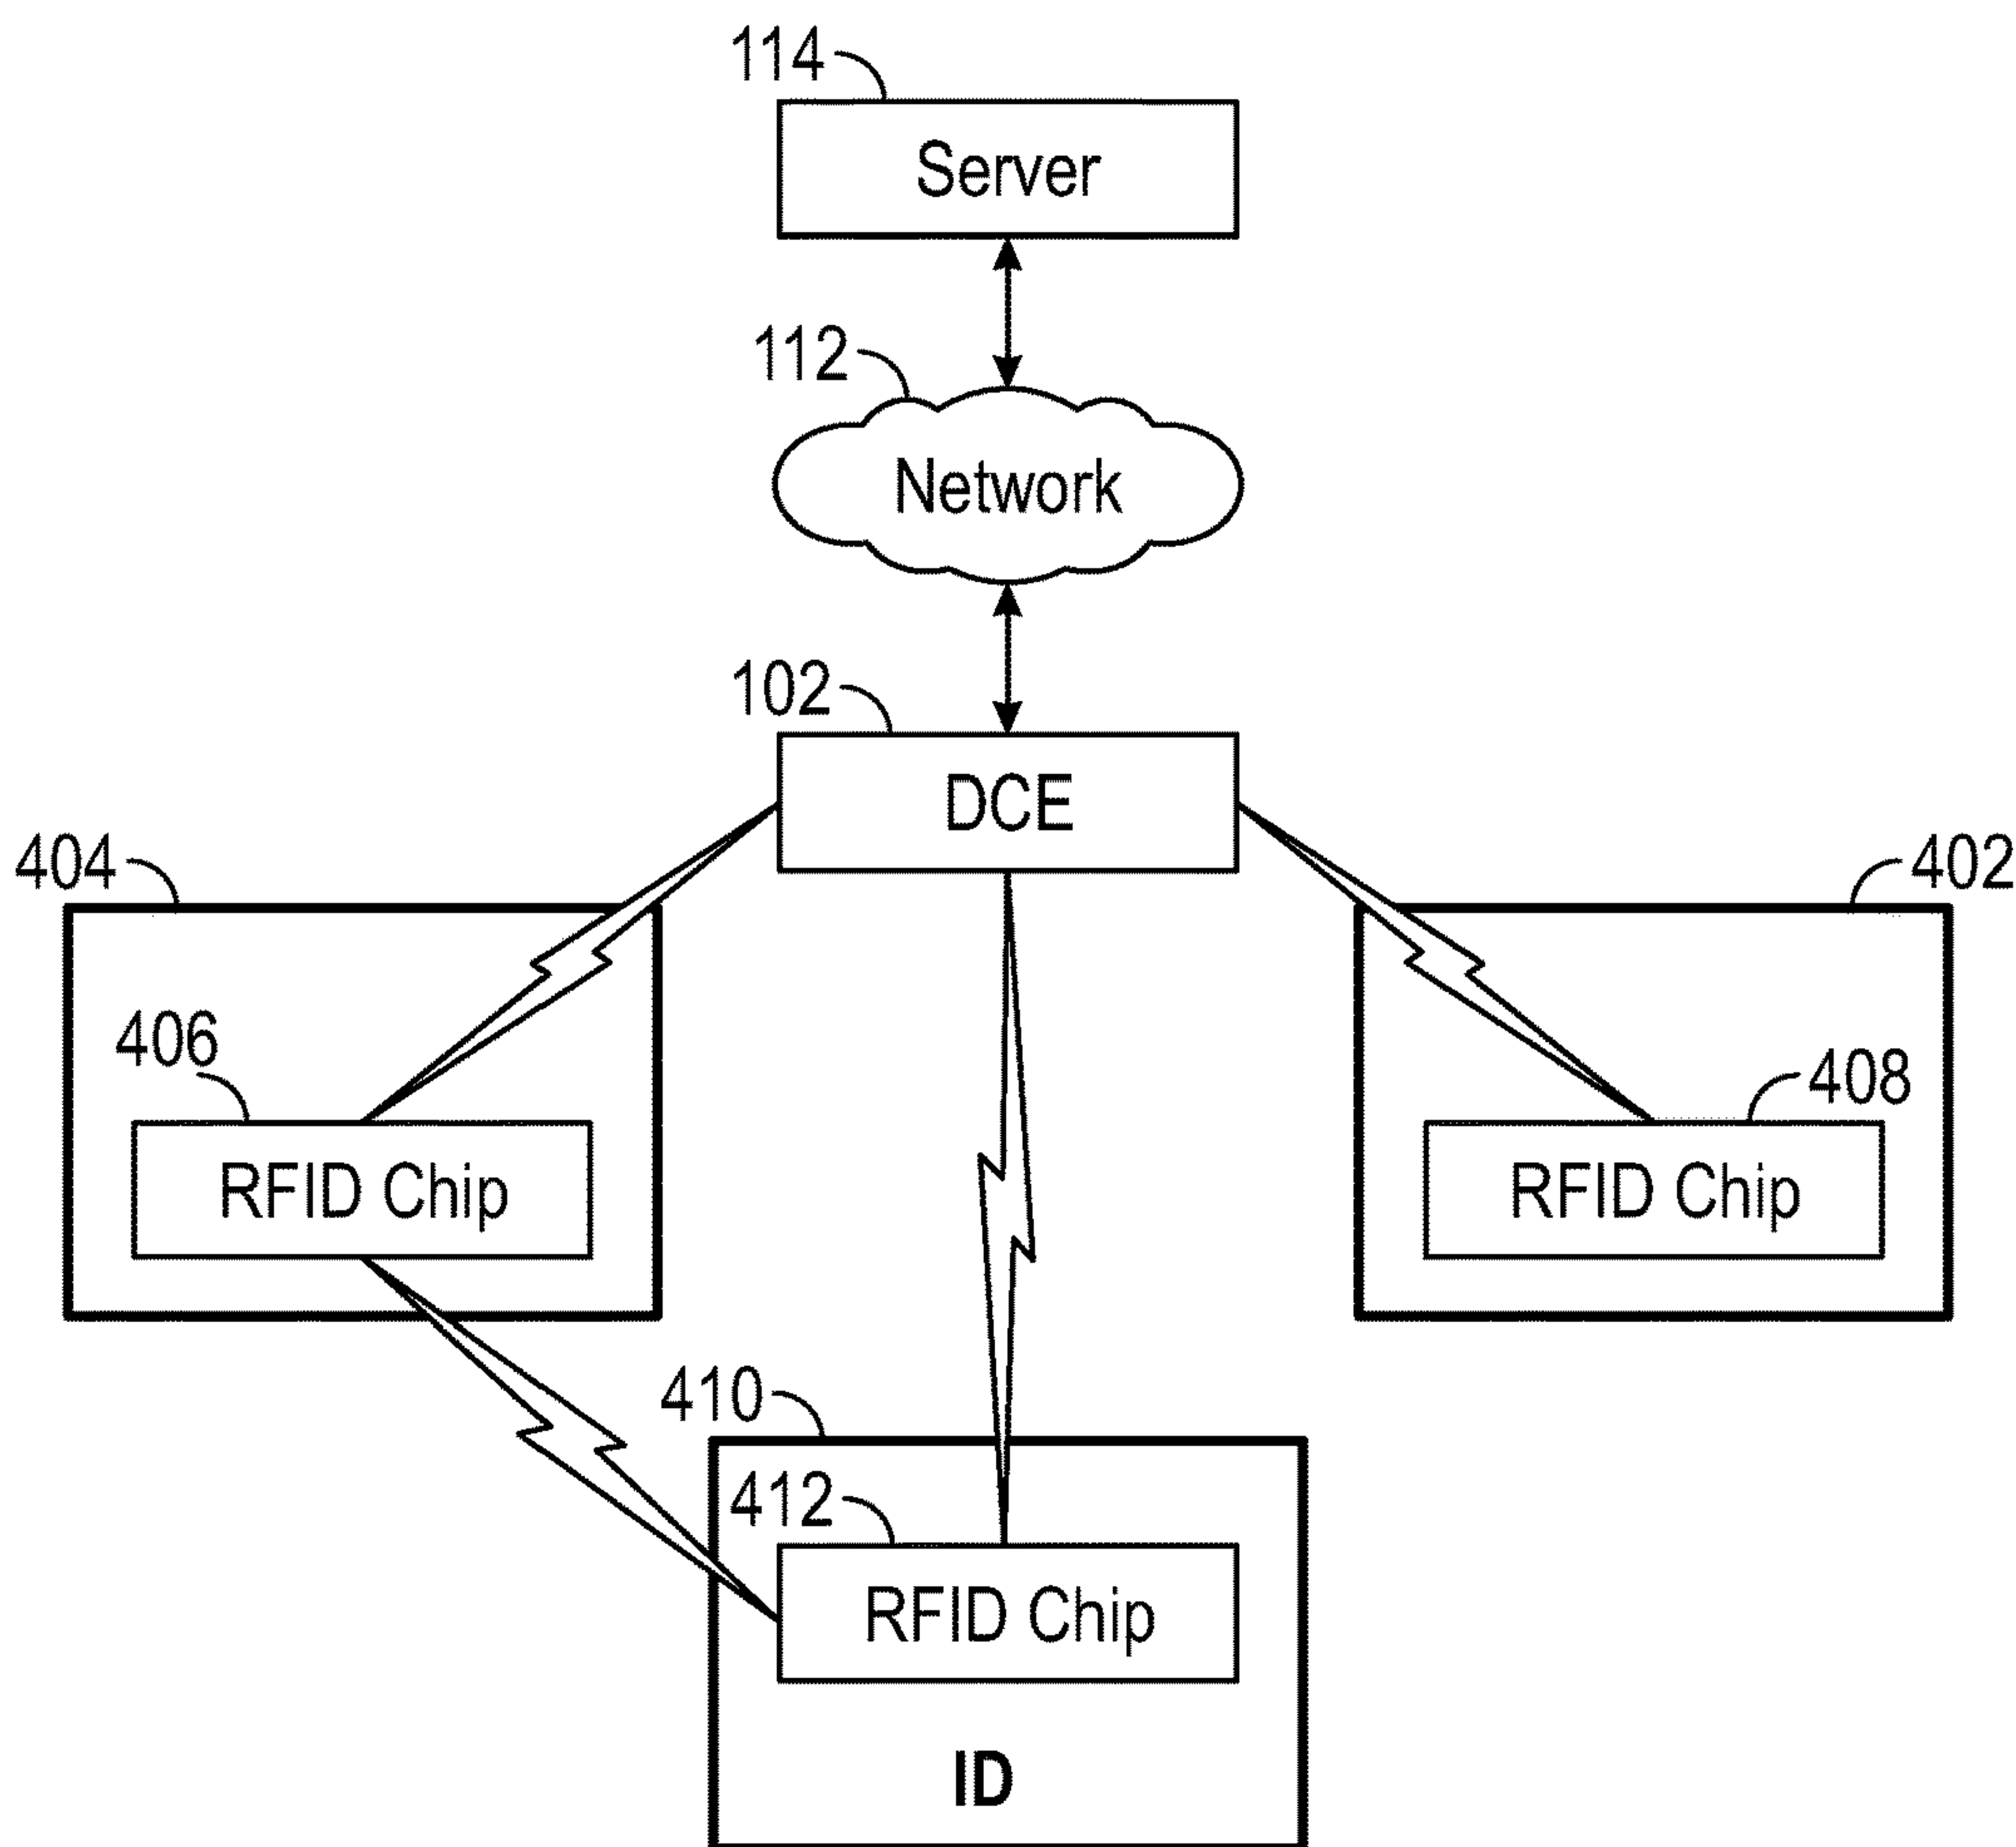 114
Server
112
Network
102
DCE
404
402
406
408
RFID Chip
RFID Chip
410
412
RFID Chip
ID